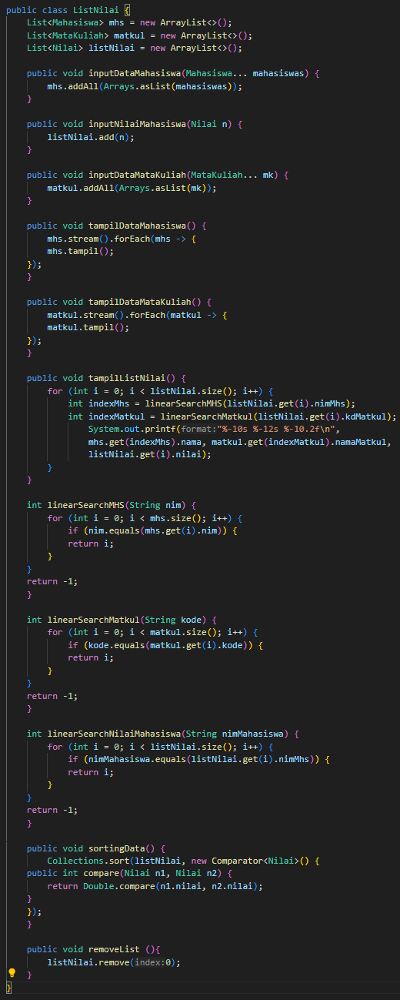 public class ListNilai {
    List<Mahasiswa> mhs = new ArrayList<>();
    List<MataKuliah> matkul = new ArrayList<>();
    List<Nilai> listNilai = new ArrayList<>();

    public void inputDataMahasiswa(Mahasiswa... mahasiswas) {
        mhs.addAll(Arrays.asList(mahasiswas));
    }

    public void inputNilaiMahasiswa(Nilai n) {
        listNilai.add(n);
    }

    public void inputDataMataKuliah(MataKuliah... mk) {
        matkul.addAll(Arrays.asList(mk));
    }

    public void tampilDataMahasiswa() {
        mhs.stream().forEach(mhs -> {
        mhs.tampil();
    });
    }

    public void tampilDataMataKuliah() {
        matkul.stream().forEach(matkul -> {
        matkul.tampil();
    });
    }

    public void tampilListNilai() {
        for (int i = 0; i < listNilai.size(); i++) {
            int indexMhs = linearSearchMHS(listNilai.get(i).nimMhs);
            int indexMatkul = linearSearchMatkul(listNilai.get(i).kdMatkul);
                System.out.printf(format:"%-10s %-12s %-10.2f\n",
                mhs.get(indexMhs).nama, matkul.get(indexMatkul).namaMatkul,
                listNilai.get(i).nilai);
        }
    }

    int linearSearchMHS(String nim) {
        for (int i = 0; i < mhs.size(); i++) {
            if (nim.equals(mhs.get(i).nim)) {
            return i;
        }
    }
    return -1;
    }

    int linearSearchMatkul(String kode) {
        for (int i = 0; i < matkul.size(); i++) {
            if (kode.equals(matkul.get(i).kode)) {
            return i;
        }
    }
    return -1;
    }

    int linearSearchNilaiMahasiswa(String nimMahasiswa) {
        for (int i = 0; i < listNilai.size(); i++) {
            if (nimMahasiswa.equals(listNilai.get(i).nimMhs)) {
            return i;
        }
    }
    return -1;
    }

    public void sortingData() {
        Collections.sort(listNilai, new Comparator<Nilai>() {
    public int compare(Nilai n1, Nilai n2) {
        return Double.compare(n1.nilai, n2.nilai);
    }
    });
    }

    public void removeList (){
        listNilai.remove(index:0);
    }
}